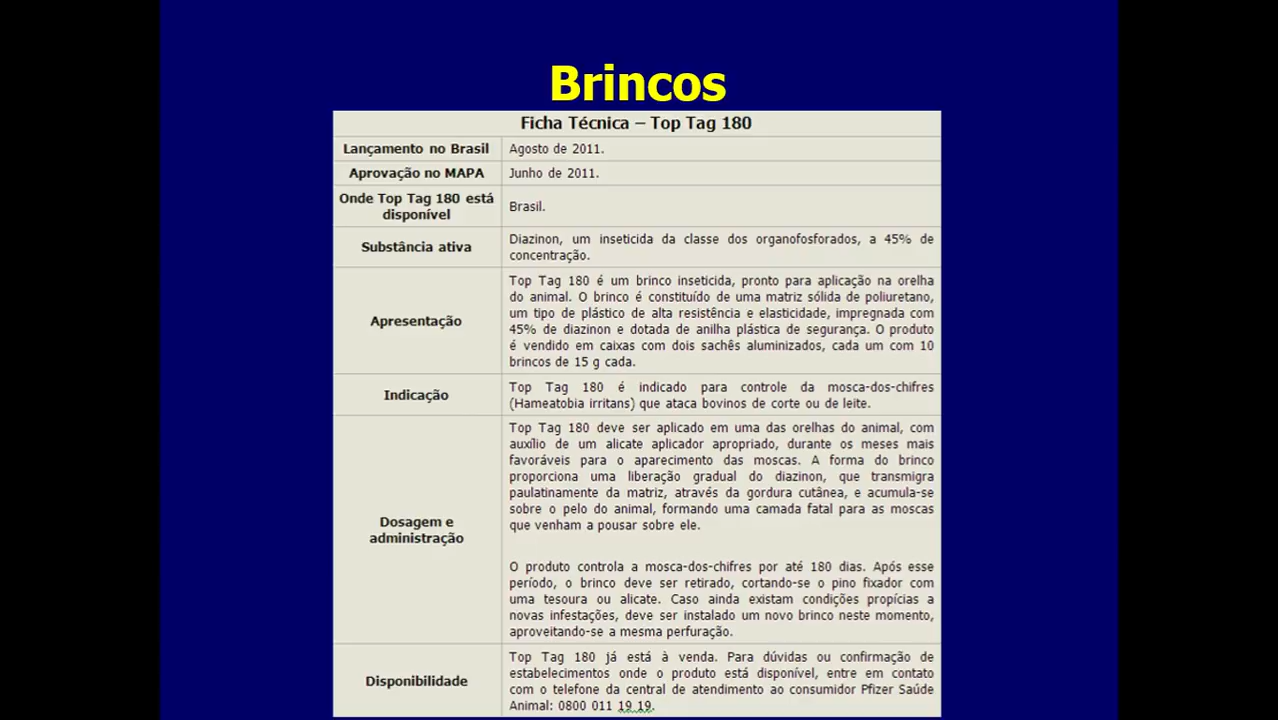 Brincos
Ficha Técnica – Top Tag 180
Lançamento no Brasil
Agosto de 2011.
Aprovação no MAPA
Junho de 2011.
Onde Top Tag 180 está
disponível
Brasil.
Substância ativa
Diazinon, um inseticida da classe dos organofosforados, a 45% de
concentração.
Apresentação
Top Tag 180 é um brinco inseticida, pronto para aplicação na orelha
do animal. O brinco é constituído de uma matriz sólida de poliuretano,
um tipo de plástico de alta resistência e elasticidade, impregnada com
45% de diazinon e dotada de anilha plástica de segurança. O produto
é vendido em caixas com dois sachês aluminizados, cada um com 10
brincos de 15 g cada.
Indicação
Top Tag 180 é indicado para controle da mosca-dos-chifres
(Hameatobia irritans) que ataca bovinos de corte ou de leite.
Dosagem e
administração
Top Tag 180 deve ser aplicado em uma das orelhas do animal, com
auxílio de um alicate aplicador apropriado, durante os meses mais
favoráveis para o aparecimento das moscas. A forma do brinco
proporciona uma liberação gradual do diazinon, que transmigra
paulatinamente da matriz, através da gordura cutânea, e acumula-se
sobre o pelo do animal, formando uma camada fatal para as moscas
que venham a pousar sobre ele.
O produto controla a mosca-dos-chifres por até 180 dias. Após esse
período, o brinco deve ser retirado, cortando-se o pino fixador com
uma tesoura ou alicate. Caso ainda existam condições propícias a
novas infestações, deve ser instalado um novo brinco neste momento,
aproveitando-se a mesma perfuração.
Disponibilidade
Top Tag 180 já está à venda. Para dúvidas ou confirmação de
estabelecimentos onde o produto está disponível, entre em contato
com o telefone da central de atendimento ao consumidor Pfizer Saúde
Animal: 0800 011 19 19.